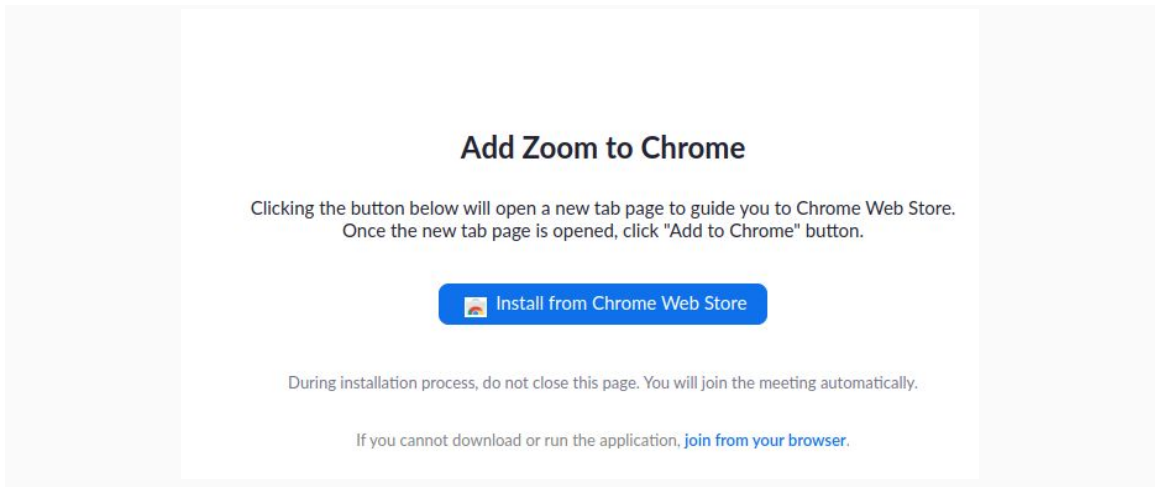 Add Zoom to Chrome
Clicking the button below will open a new tab page to guide you to Chrome Web Store.
Once the new tab page is opened, click "Add to Chrome" button.
Install from Chrome Web Store
During installation process, do not close this page. You will join the meeting automatically.
If you cannot download or run the application, join from your browser.